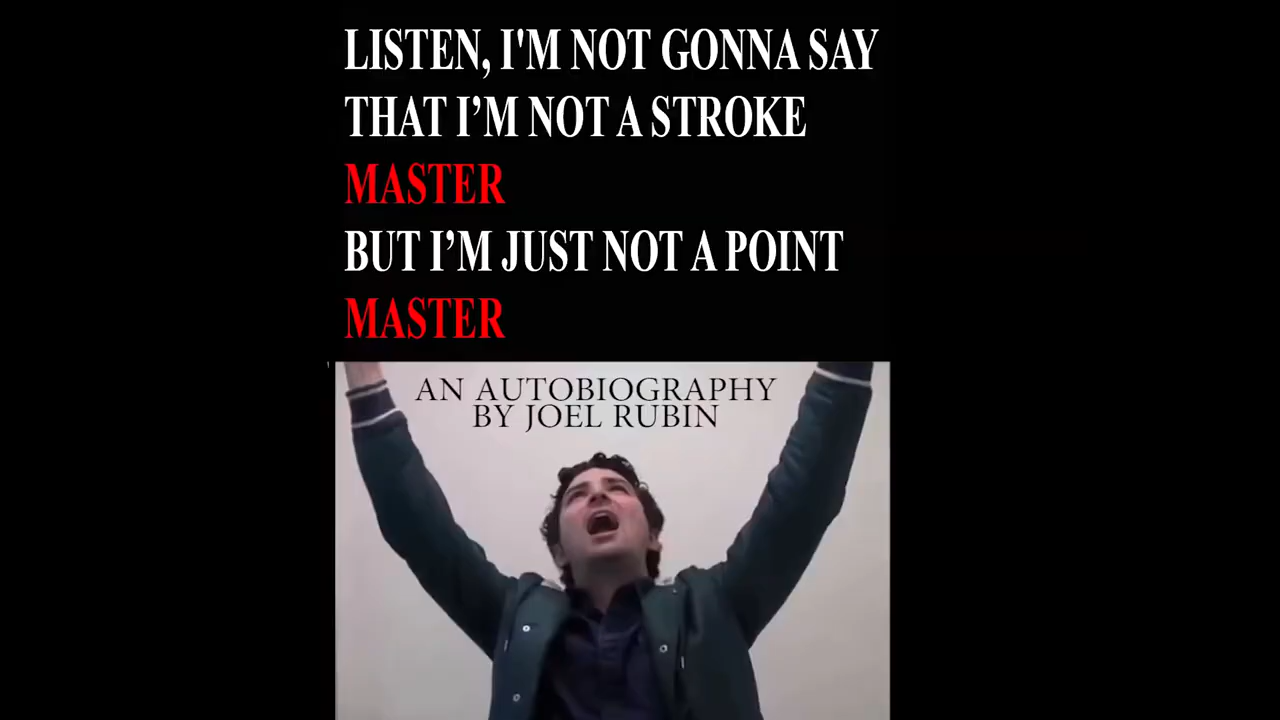 LISTEN, I'M NOT GONNA SAY
THAT I’M NOT A STROKE
MASTER
BUT I’M JUST NOT A POINT
MASTER
AN AUTOBIOGRAPHY
BY JOEL RUBIN